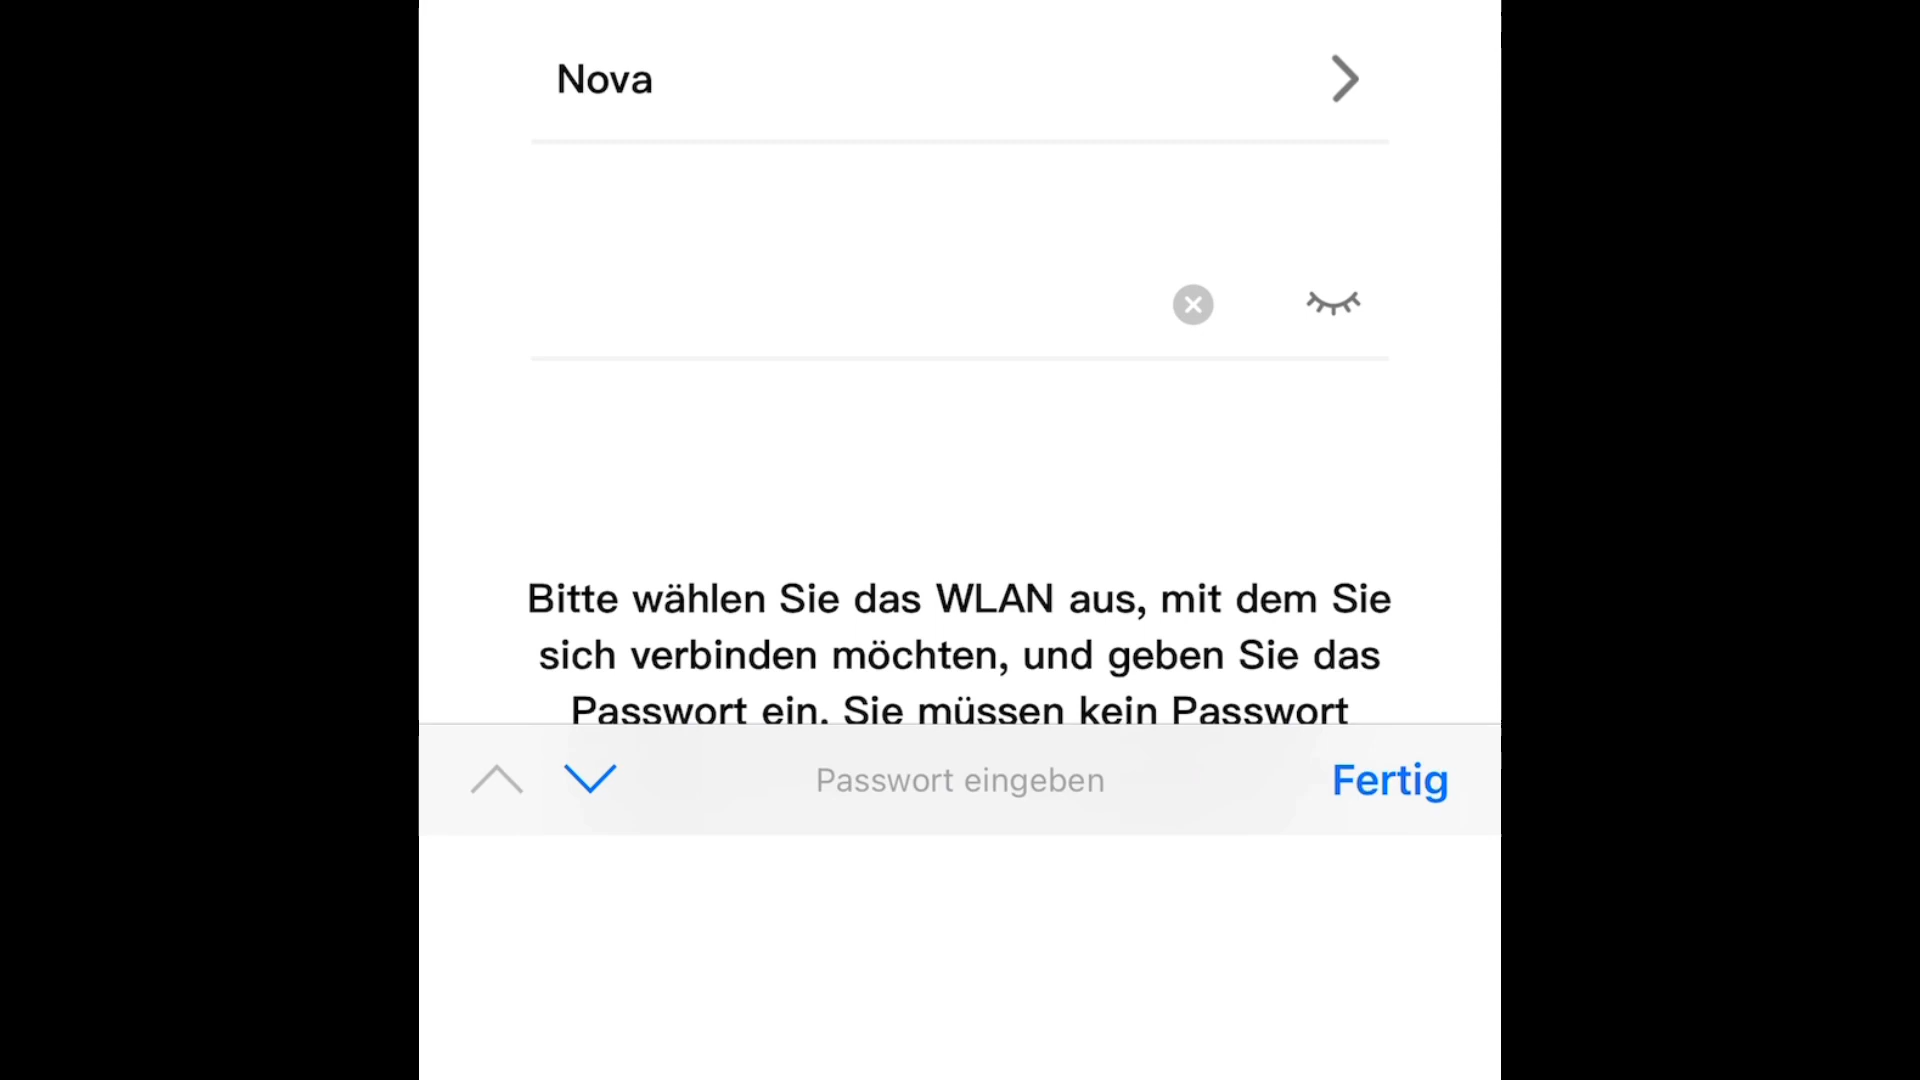 Nova
Bitte wählen Sie das WLAN aus, mit dem Sie
sich verbinden möchten, und geben Sie das
Passwort ein. Sie müssen kein Passwort
Passwort eingeben
Fertig